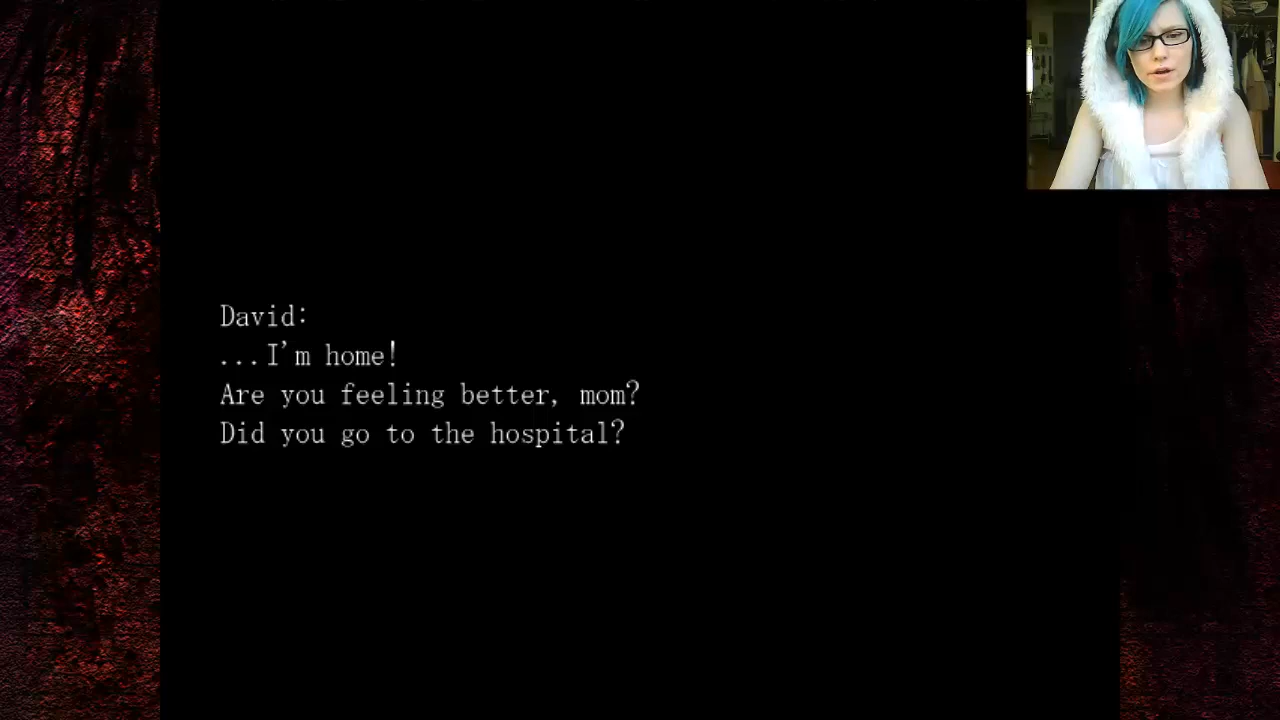 David:
...I'm home!
Are you feeling better, mom?
Did you go to the hospital?